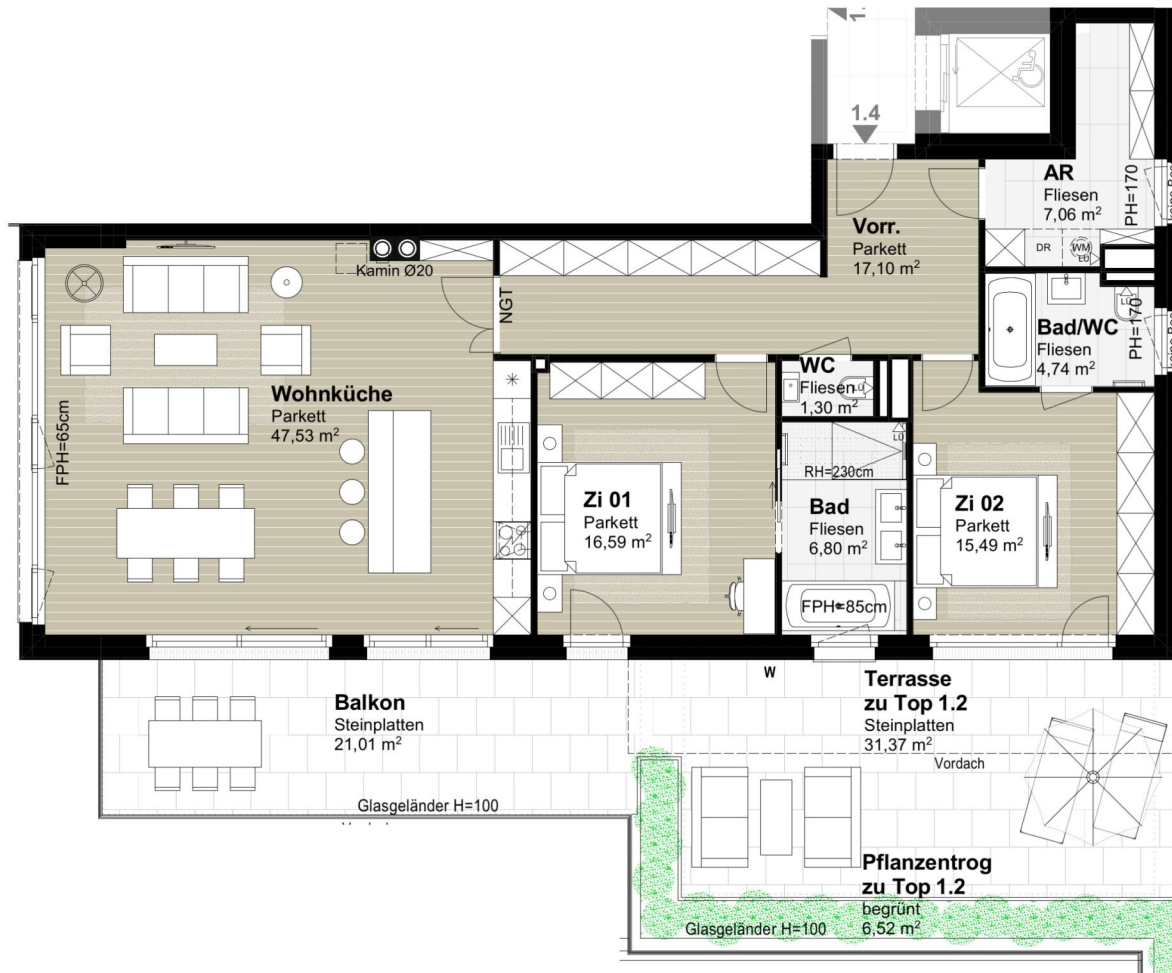 1.4
AR
Fliesen
7,06 m²
PH=170
DR
WM
LÜ
Vorr.
Parkett
17,10 m²
Kamin Ø20
NGT
Bad/WC
Fliesen
4,74 m²
LÜ
PH=170
Wohnküche
Parkett
47,53 m²
FPH=65cm
WC
Fliesen
1,30 m²
LÜ
LÜ
RH=230cm
Zi 01
Parkett
16,59 m²
Bad
Fliesen
6,80 m²
FPH=85cm
Zi 02
Parkett
15,49 m²
W
Balkon
Steinplatten
21,01 m²
Terrasse
zu Top 1.2
Steinplatten
31,37 m²
Vordach
Glasgeländer H=100
Pflanzentrog
zu Top 1.2
begrünt
6,52 m²
Glasgeländer H=100